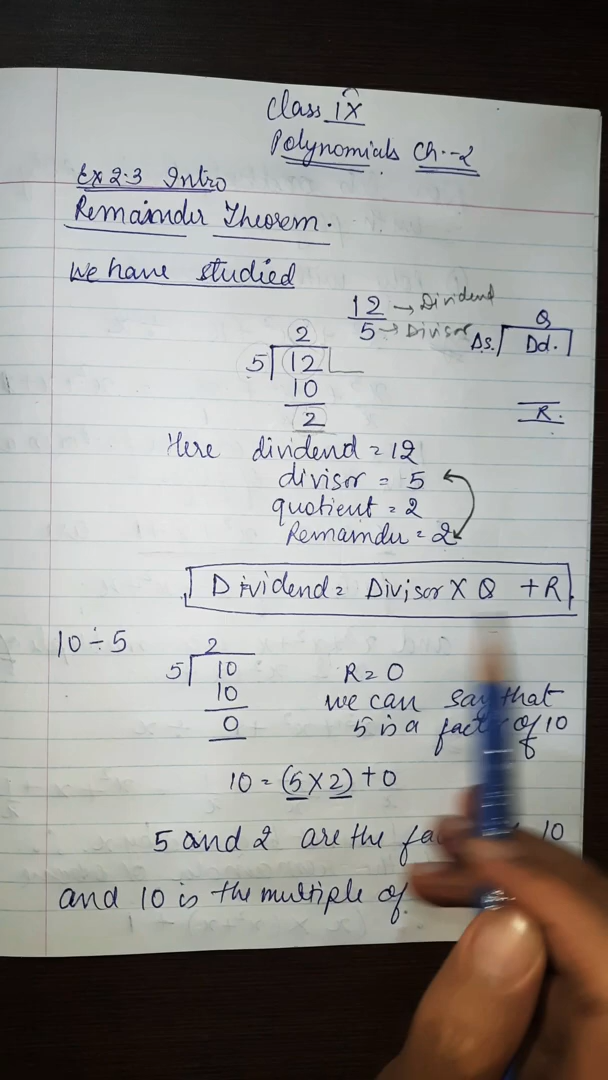 Class IX
Polynomials Ch.-2
Ex 2.3 Intro
Remainder Theorem.
We have studied
12 → Dividend
5 → Divisor
Q
Ds. Dd.
R.
2
5 12
10
2
Here dividend = 12
divisor = 5
quotient = 2
Remainder = 2
Dividend = Divisor X Q + R
10 ÷ 5
2
5 10
10
0
R = 0
we can say that
5 is a factor of 10
10 = (5 X 2) + 0
5 and 2 are the 10
and 10 is the multiple of